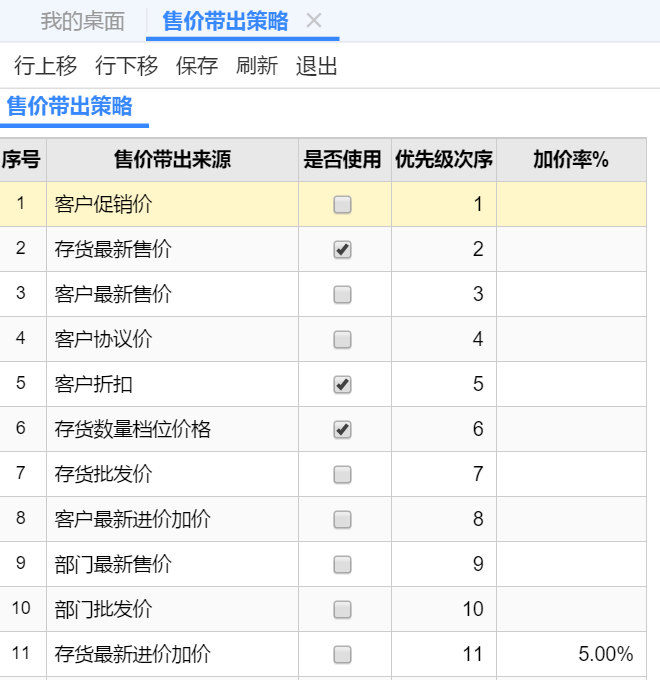 我的桌面 售价带出策略
行上移 行下移 保存 刷新 退出
售价带出策略
序号 售价带出来源 是否使用 优先级次序 加价率%
1 客户促销价 1
2 存货最新售价 2
3 客户最新售价 3
4 客户协议价 4
5 客户折扣 5
6 存货数量档位价格 6
7 存货批发价 7
8 客户最新进价加价 8
9 部门最新售价 9
10 部门批发价 10
11 存货最新进价加价 11 5.00%